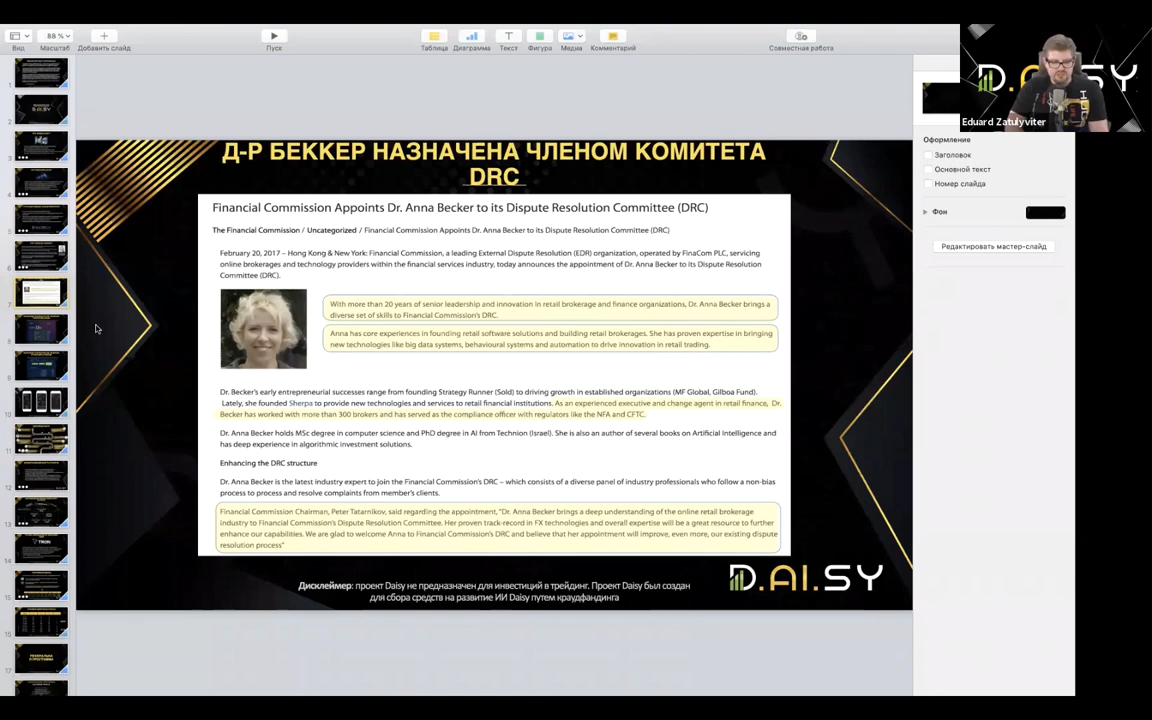 88 %
Вид
Масштаб
Добавить слайд
Пуск
Таблица
Диаграмма
Текст
Фигура
Медиа
Комментарий
Совместная работа
D.AI.SY
Eduard Zatulyviter
Оформление
Заголовок
Основной текст
Номер слайда
Фон
Редактировать мастер-слайд
1
2
3
4
5
6
7
8
9
10
11
12
13
14
15
16
17
Д-Р БЕККЕР НАЗНАЧЕНА ЧЛЕНОМ КОМИТЕТА
DRC
Financial Commission Appoints Dr. Anna Becker to its Dispute Resolution Committee (DRC)
The Financial Commission / Uncategorized / Financial Commission Appoints Dr. Anna Becker to its Dispute Resolution Committee (DRC)
February 20, 2017 – Hong Kong & New York: Financial Commission, a leading External Dispute Resolution (EDR) organization, operated by FinaCom PLC, servicing
online brokerages and technology providers within the financial services industry, today announces the appointment of Dr. Anna Becker to its Dispute Resolution
Committee (DRC).
With more than 20 years of senior leadership and innovation in retail brokerage and finance organizations, Dr. Anna Becker brings a
diverse set of skills to Financial Commission's DRC.
Anna has core experiences in founding retail software solutions and building retail brokerages. She has proven expertise in bringing
new technologies like big data systems, behavioural systems and automation to drive innovation in retail trading.
Dr. Becker's early entrepreneurial successes range from founding Strategy Runner (Sold) to driving growth in established organizations (MF Global, Gilboa Fund).
Lately, she founded Sherpa to provide new technologies and services to retail financial institutions. As an experienced executive and change agent in retail finance, Dr.
Becker has worked with more than 300 brokers and has served as the compliance officer with regulators like the NFA and CFTC.
Dr. Anna Becker holds MSc degree in computer science and PhD degree in AI from Technion (Israel). She is also an author of several books on Artificial Intelligence and
has deep experience in algorithmic investment solutions.
Enhancing the DRC structure
Dr. Anna Becker is the latest industry expert to join the Financial Commission's DRC – which consists of a diverse panel of industry professionals who follow a non-bias
process to process and resolve complaints from member's clients.
Financial Commission Chairman, Peter Tatarnikov, said regarding the appointment, "Dr. Anna Becker brings a deep understanding of the online retail brokerage
industry to Financial Commission's Dispute Resolution Committee. Her proven track-record in FX technologies and overall expertise will be a great resource to further
enhance our capabilities. We are glad to welcome Anna to Financial Commission's DRC and believe that her appointment will improve, even more, our existing dispute
resolution process"
Дисклеймер: проект Daisy не предназначен для инвестиций в трейдинг. Проект Daisy был создан
для сбора средств на развитие ИИ Daisy путем краудфандинга
D.AI.SY